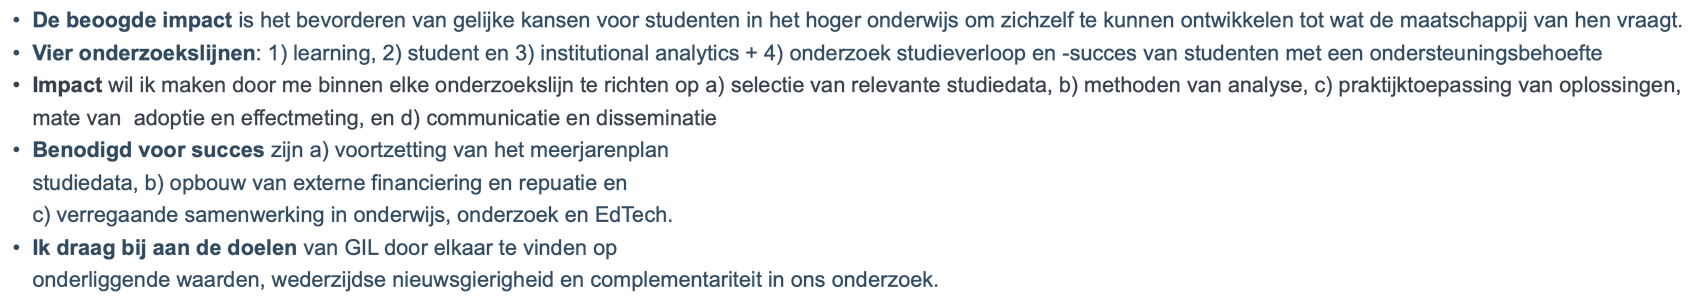 • De beoogde impact is het bevorderen van gelijke kansen voor studenten in het hoger onderwijs om zichzelf te kunnen ontwikkelen tot wat de maatschappij van hen vraagt.
• Vier onderzoekslijnen: 1) learning, 2) student en 3) institutional analytics + 4) onderzoek studieverloop en -succes van studenten met een ondersteuningsbehoefte
• Impact wil ik maken door me binnen elke onderzoekslijn te richten op a) selectie van relevante studiedata, b) methoden van analyse, c) praktijktoepassing van oplossingen,
mate van  adoptie en effectmeting, en d) communicatie en disseminatie
• Benodigd voor succes zijn a) voortzetting van het meerjarenplan
studiedata, b) opbouw van externe financiering en repuatie en
c) verregaande samenwerking in onderwijs, onderzoek en EdTech.
• Ik draag bij aan de doelen van GIL door elkaar te vinden op
onderliggende waarden, wederzijdse nieuwsgierigheid en complementariteit in ons onderzoek.